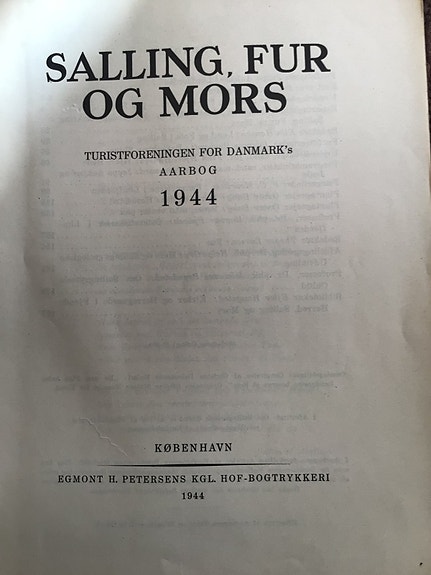 SALLING, FUR
OG MORS
TURISTFORENINGEN FOR DANMARK's
AARBOG
1944
KØBENHAVN
EGMONT H. PETERSENS KGL. HOF-BOGTRYKKERI
1944